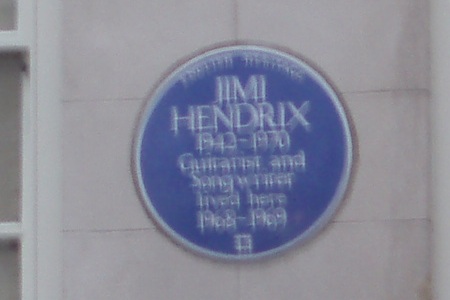 ENGLISH HERITAGE
JIMI
HENDRIX
1942-1970
Guitarist and
Songwriter
lived here
1968-1969